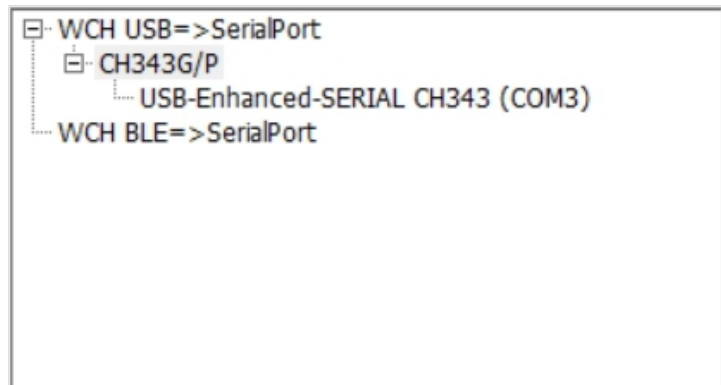 WCH USB=>SerialPort
CH343G/P
USB-Enhanced-SERIAL CH343 (COM3)
WCH BLE=>SerialPort